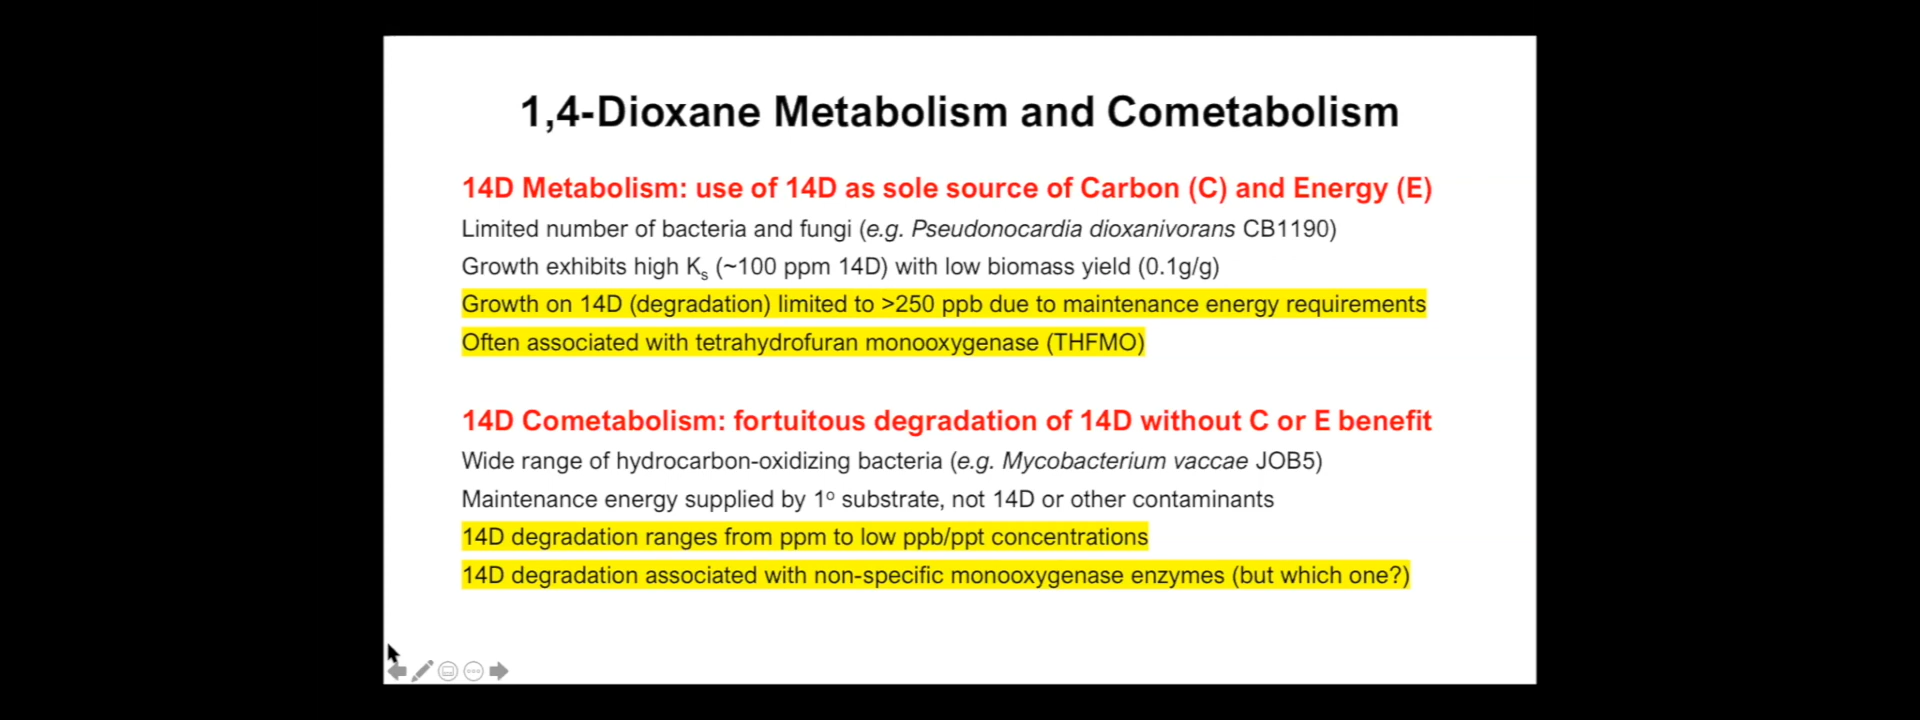 1,4-Dioxane Metabolism and Cometabolism
14D Metabolism: use of 14D as sole source of Carbon (C) and Energy (E)
Limited number of bacteria and fungi (e.g. Pseudonocardia dioxanivorans CB1190)
Growth exhibits high Ks (~100 ppm 14D) with low biomass yield (0.1g/g)
Growth on 14D (degradation) limited to >250 ppb due to maintenance energy requirements
Often associated with tetrahydrofuran monooxygenase (THFMO)
14D Cometabolism: fortuitous degradation of 14D without C or E benefit
Wide range of hydrocarbon-oxidizing bacteria (e.g. Mycobacterium vaccae JOB5)
Maintenance energy supplied by 1º substrate, not 14D or other contaminants
14D degradation ranges from ppm to low ppb/ppt concentrations
14D degradation associated with non-specific monooxygenase enzymes (but which one?)